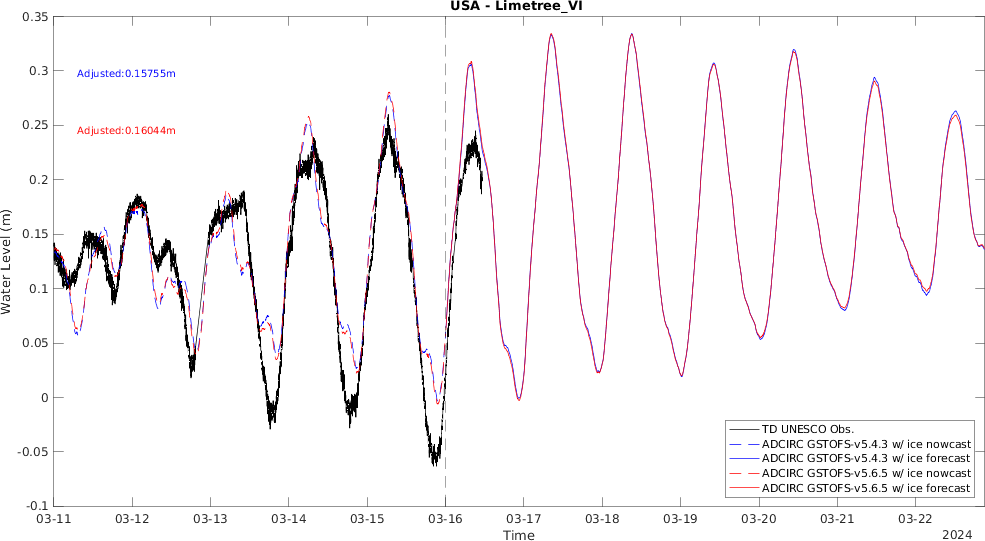 USA - Limetree_VI
0.35
0.3
0.25
0.2
0.15
0.1
0.05
0
-0.05
-0.1
Water Level (m)
Adjusted:0.15755m
Adjusted:0.16044m
TD UNESCO Obs.
ADCIRC GSTOFS-v5.4.3 w/ ice nowcast
ADCIRC GSTOFS-v5.4.3 w/ ice forecast
ADCIRC GSTOFS-v5.6.5 w/ ice nowcast
ADCIRC GSTOFS-v5.6.5 w/ ice forecast
03-11 03-12 03-13 03-14 03-15 03-16 03-17 03-18 03-19 03-20 03-21 03-22
Time
2024